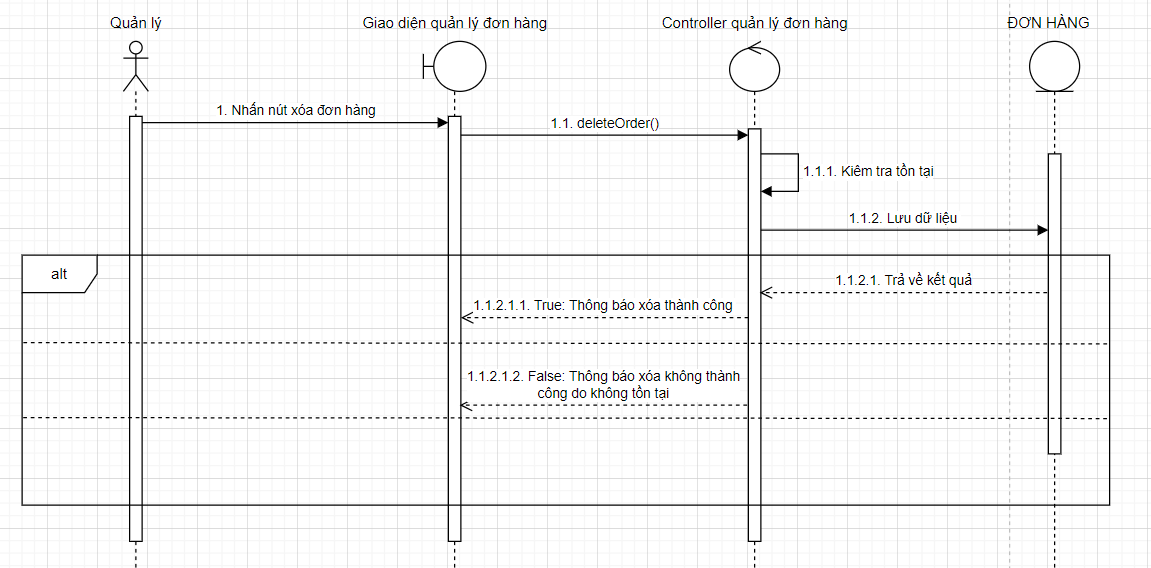 Quản lý
Giao diện quản lý đơn hàng
Controller quản lý đơn hàng
ĐƠN HÀNG
1. Nhấn nút xóa đơn hàng
1.1. deleteOrder()
1.1.1. Kiêm tra tồn tại
1.1.2. Lưu dữ liệu
alt
1.1.2.1. Trả về kết quả
1.1.2.1.1. True: Thông báo xóa thành công
1.1.2.1.2. False: Thông báo xóa không thành
công do không tồn tại